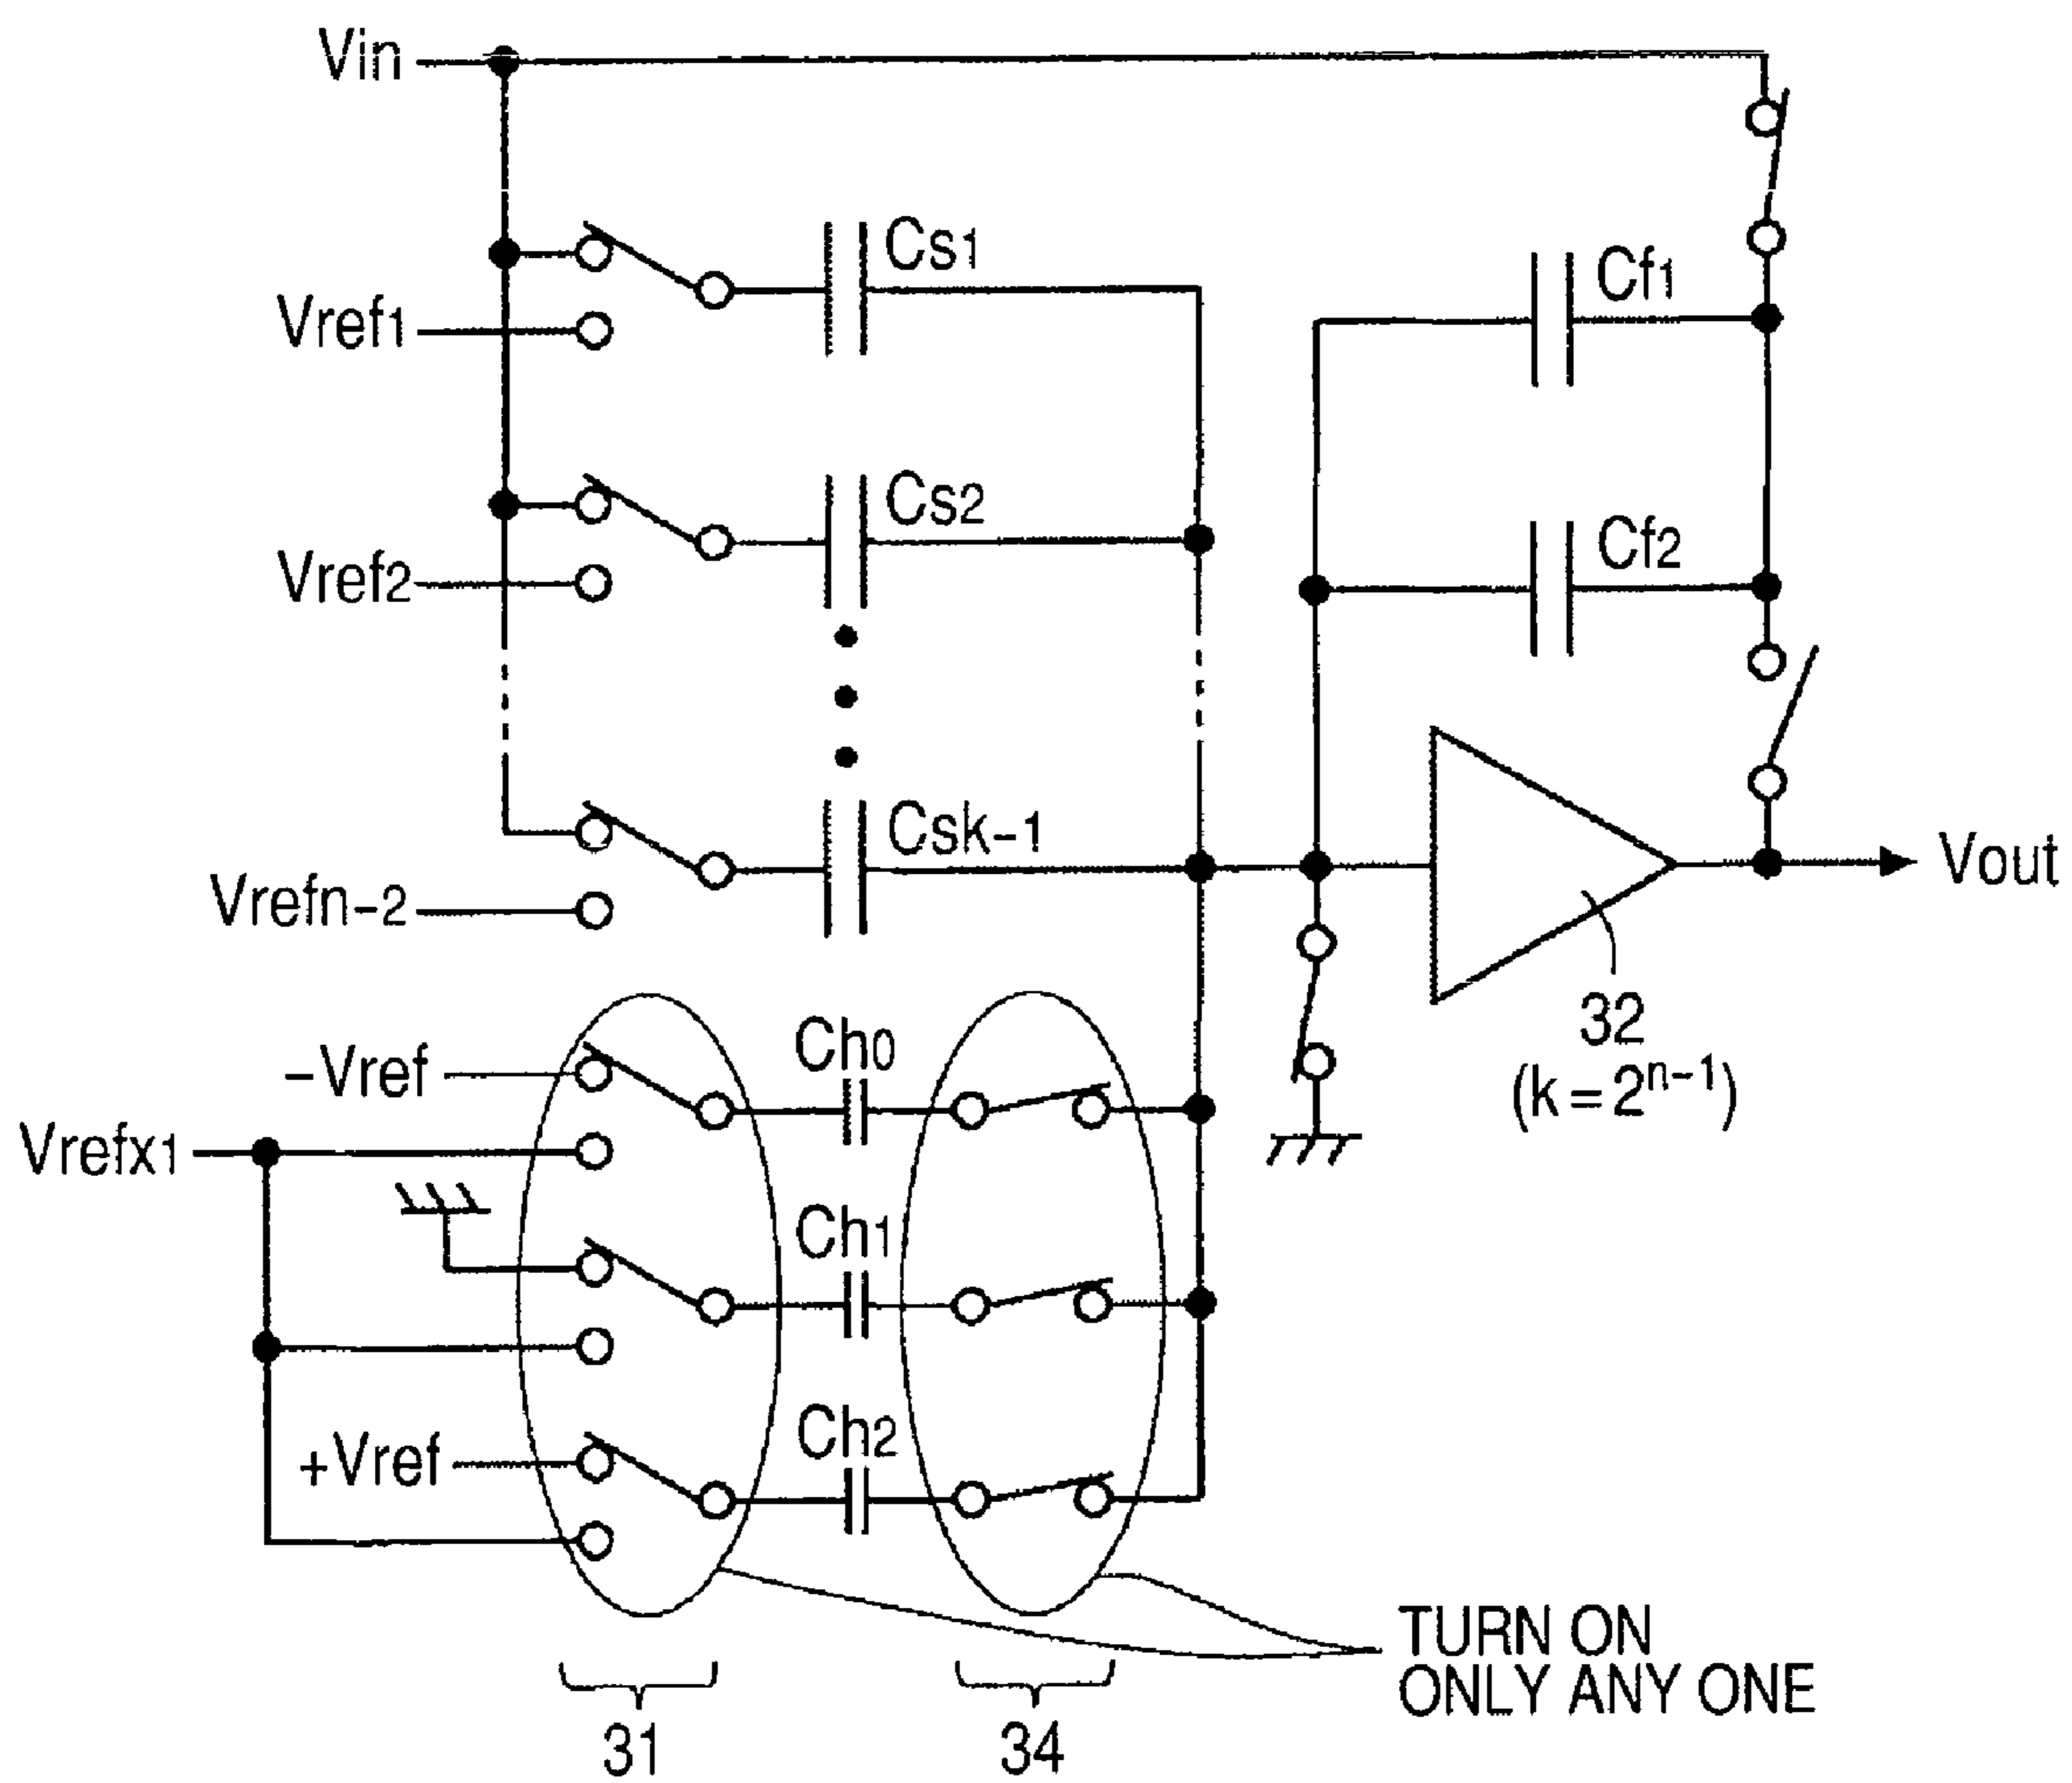 Vin
Cs1
Vref1
Cf1
Cs2
Vref2
Cf2
Csk-1
Vrefn-2
Vout
32
(k=2^n-1)
Ch0
-Vref
Vrefx1
Ch1
Ch2
+Vref
TURN ON
ONLY ANY ONE
31
34